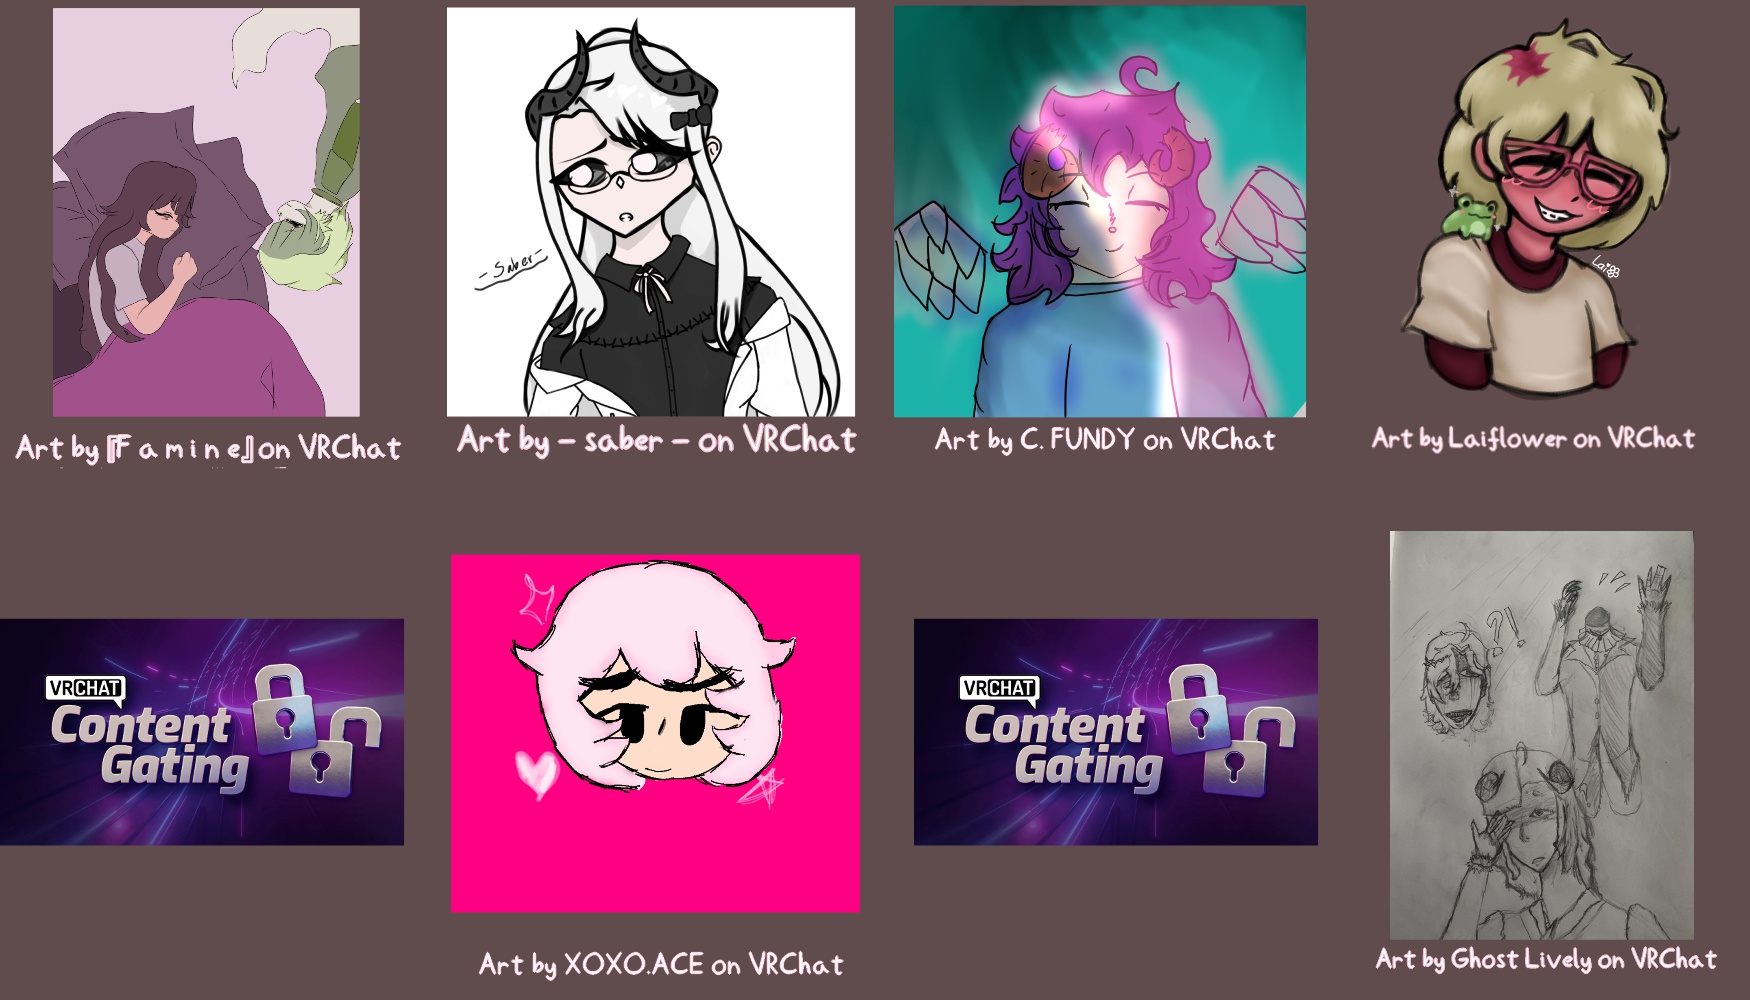 -Saber-
Laigg
Art by『F a m i n e』on VRChat
Art by - saber - on VRChat
Art by C. FUNDY on VRChat
Art by Laiflower on VRChat
VRCHAT
Content
Gating
VRCHAT
Content
Gating
?!
Art by XOXO.ACE on VRChat
Art by Ghost Lively on VRChat